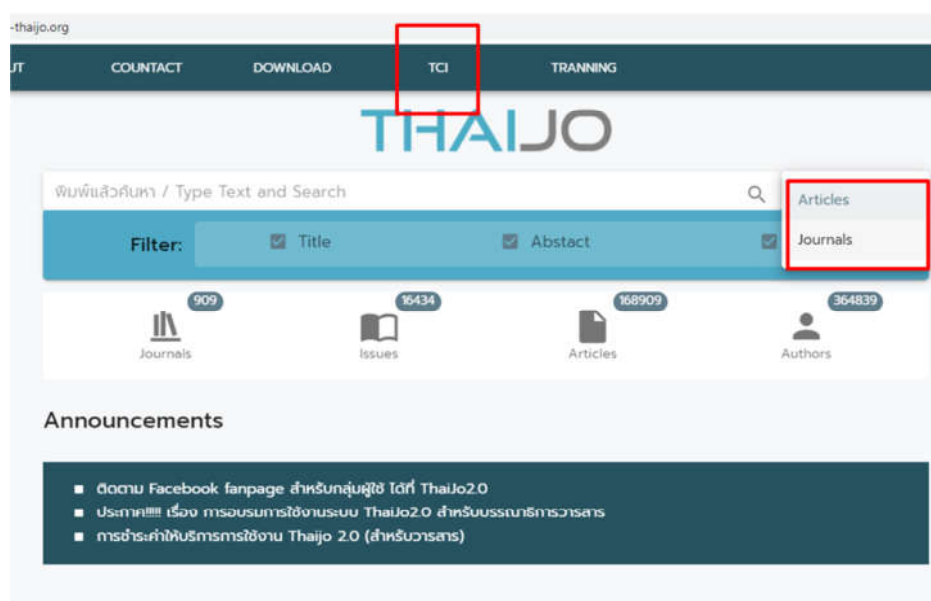 -thaijo.org
UT COUNTACT DOWNLOAD TCI TRANNING
THAIJO
พิมพ์แล้วค้นหา / Type Text and Search
Articles
Journals
Filter: Title Abstact
909 16434 168909 364839
Journals Issues Articles Authors
Announcements
ติดตาม Facebook fanpage สำหรับกลุ่มผู้ใช้ ได้ที่ ThaiJo2.0
ประกาศ!!!!! เรื่อง การอบรมการใช้งานระบบ ThaiJo2.0 สำหรับบรรณาธิการวารสาร
การชำระค่าให้บริการการใช้งาน Thaijo 2.0 (สำหรับวารสาร)